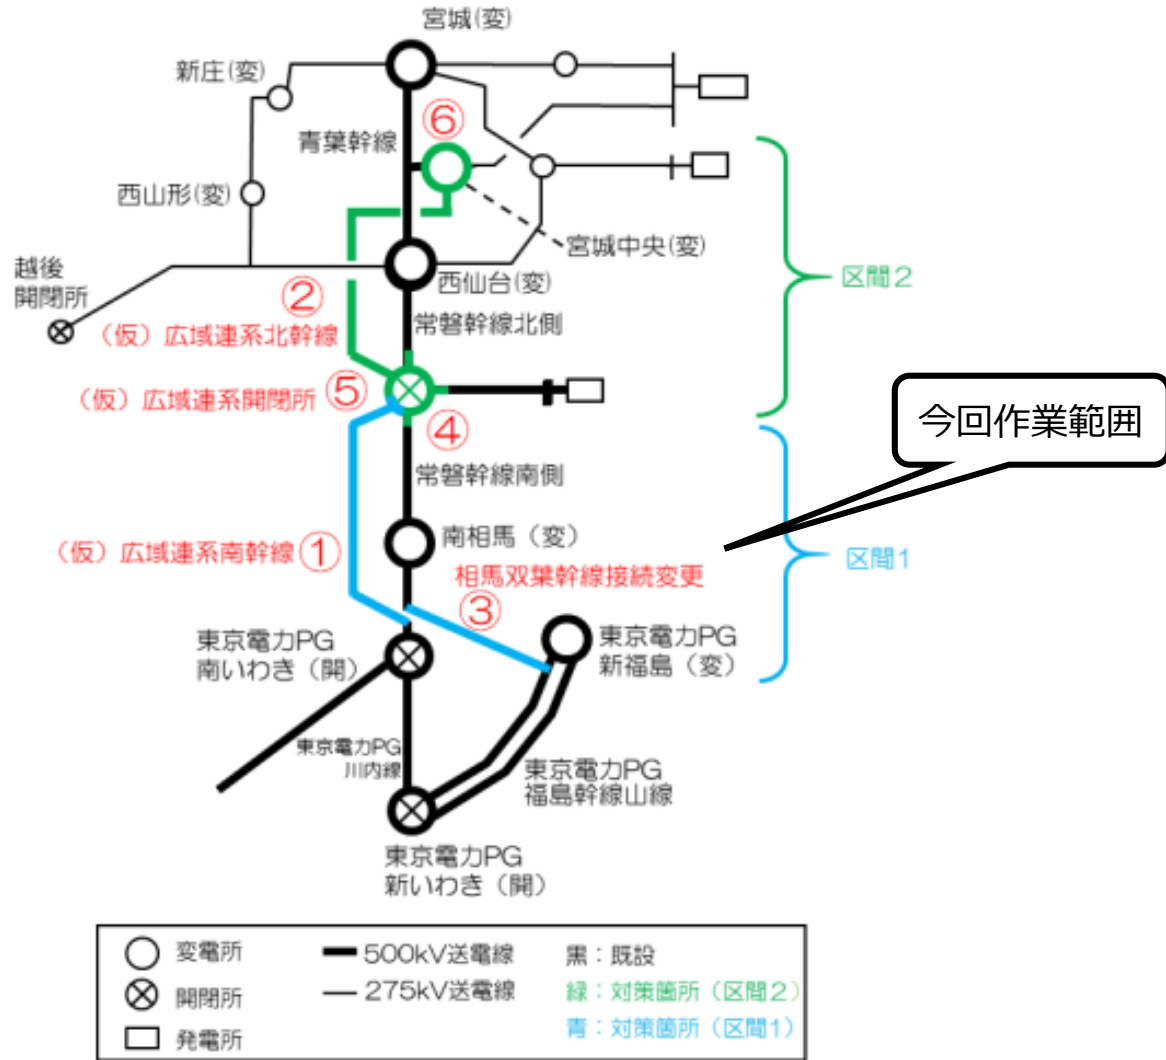 宮城(変)
新庄(変)
⑥
青葉幹線
西山形(変)
宮城中央(変)
越後
開閉所
西仙台(変)
区間2
②
(仮)広域連系北幹線
常磐幹線北側
(仮)広域連系開閉所
⑤
④
今回作業範囲
常磐幹線南側
(仮)広域連系南幹線
①
南相馬(変)
区間1
相馬双葉幹線接続変更
③
東京電力PG
南いわき(開)
東京電力PG
新福島(変)
東京電力PG
川内線
東京電力PG
福島幹線山線
東京電力PG
新いわき(開)
変電所
500kV送電線
黒:既設
開閉所
275kV送電線
緑:対策箇所(区間2)
発電所
青:対策箇所(区間1)